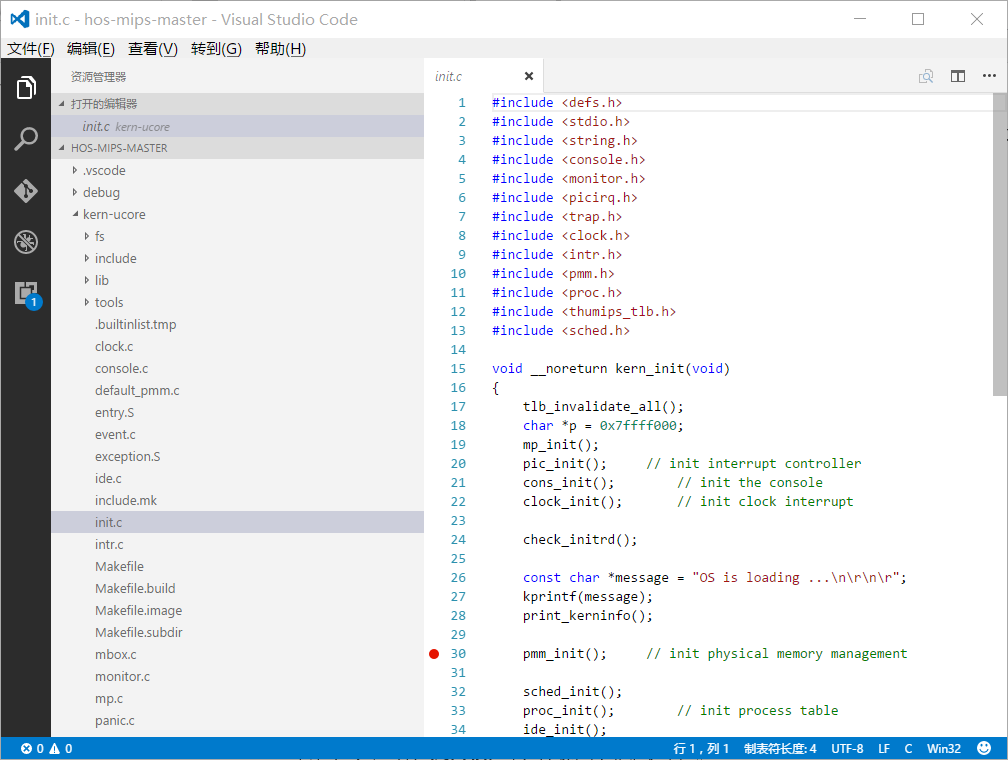 init.c - hos-mips-master - Visual Studio Code
文件(F) 编辑(E) 查看(V) 转到(G) 帮助(H)
资源管理器
打开的编辑器
init.c kern-ucore
HOS-MIPS-MASTER
.vscode
debug
kern-ucore
fs
include
lib
tools
.builtinlist.tmp
clock.c
console.c
default_pmm.c
entry.S
event.c
exception.S
ide.c
include.mk
init.c
intr.c
Makefile
Makefile.build
Makefile.image
Makefile.subdir
mbox.c
monitor.c
mp.c
panic.c
1
init.c
1 #include <defs.h>
2 #include <stdio.h>
3 #include <string.h>
4 #include <console.h>
5 #include <monitor.h>
6 #include <picirq.h>
7 #include <trap.h>
8 #include <clock.h>
9 #include <intr.h>
10 #include <pmm.h>
11 #include <proc.h>
12 #include <thumips_tlb.h>
13 #include <sched.h>
14
15 void __noreturn kern_init(void)
16 {
17 tlb_invalidate_all();
18 char *p = 0x7ffff000;
19 mp_init();
20 pic_init(); // init interrupt controller
21 cons_init(); // init the console
22 clock_init(); // init clock interrupt
23
24 check_initrd();
25
26 const char *message = "OS is loading ...\n\r\n\r";
27 kprintf(message);
28 print_kerninfo();
29
30 pmm_init(); // init physical memory management
31
32 sched_init();
33 proc_init(); // init process table
34 ide_init();
0 0 行 1，列 1 制表符长度: 4 UTF-8 LF C Win32